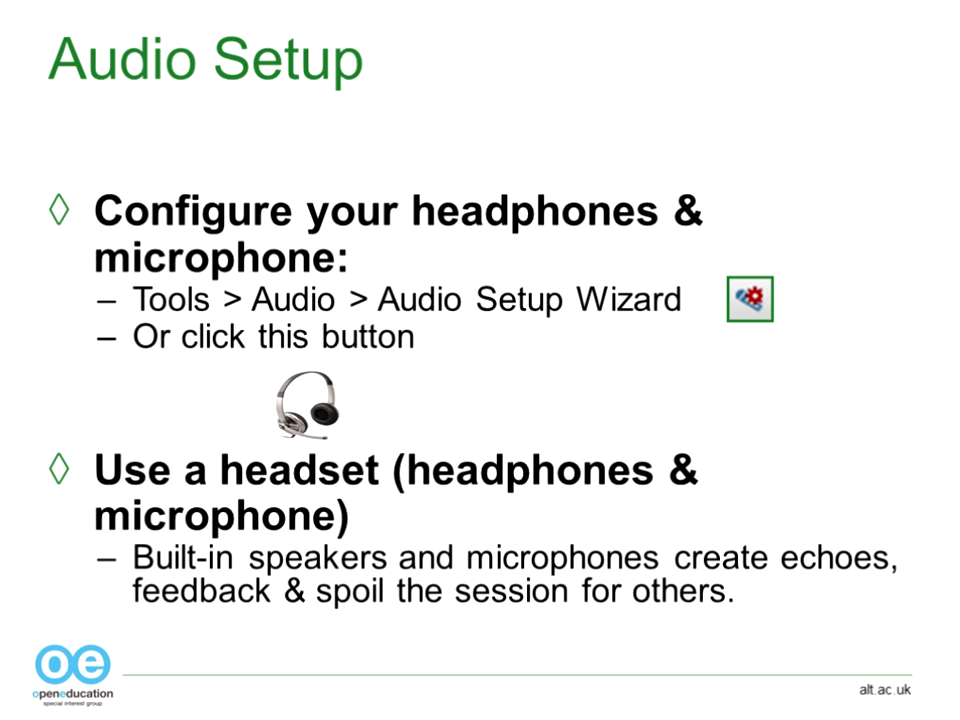 Audio Setup
◊ Configure your headphones &
microphone:
– Tools > Audio > Audio Setup Wizard
– Or click this button
◊ Use a headset (headphones &
microphone)
– Built-in speakers and microphones create echoes,
feedback & spoil the session for others.
oe
openeducation
special interest group
alt.ac.uk